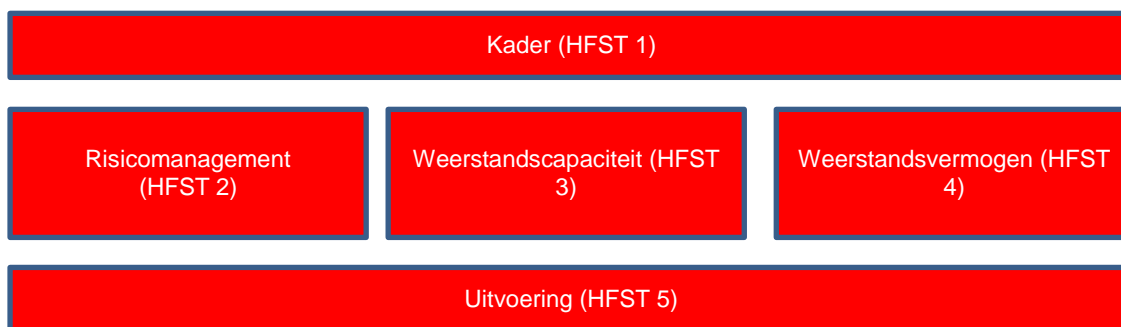 Kader (HFST 1)
Risicomanagement
(HFST 2)
Weerstandscapaciteit (HFST
3)
Weerstandsvermogen (HFST
4)
Uitvoering (HFST 5)